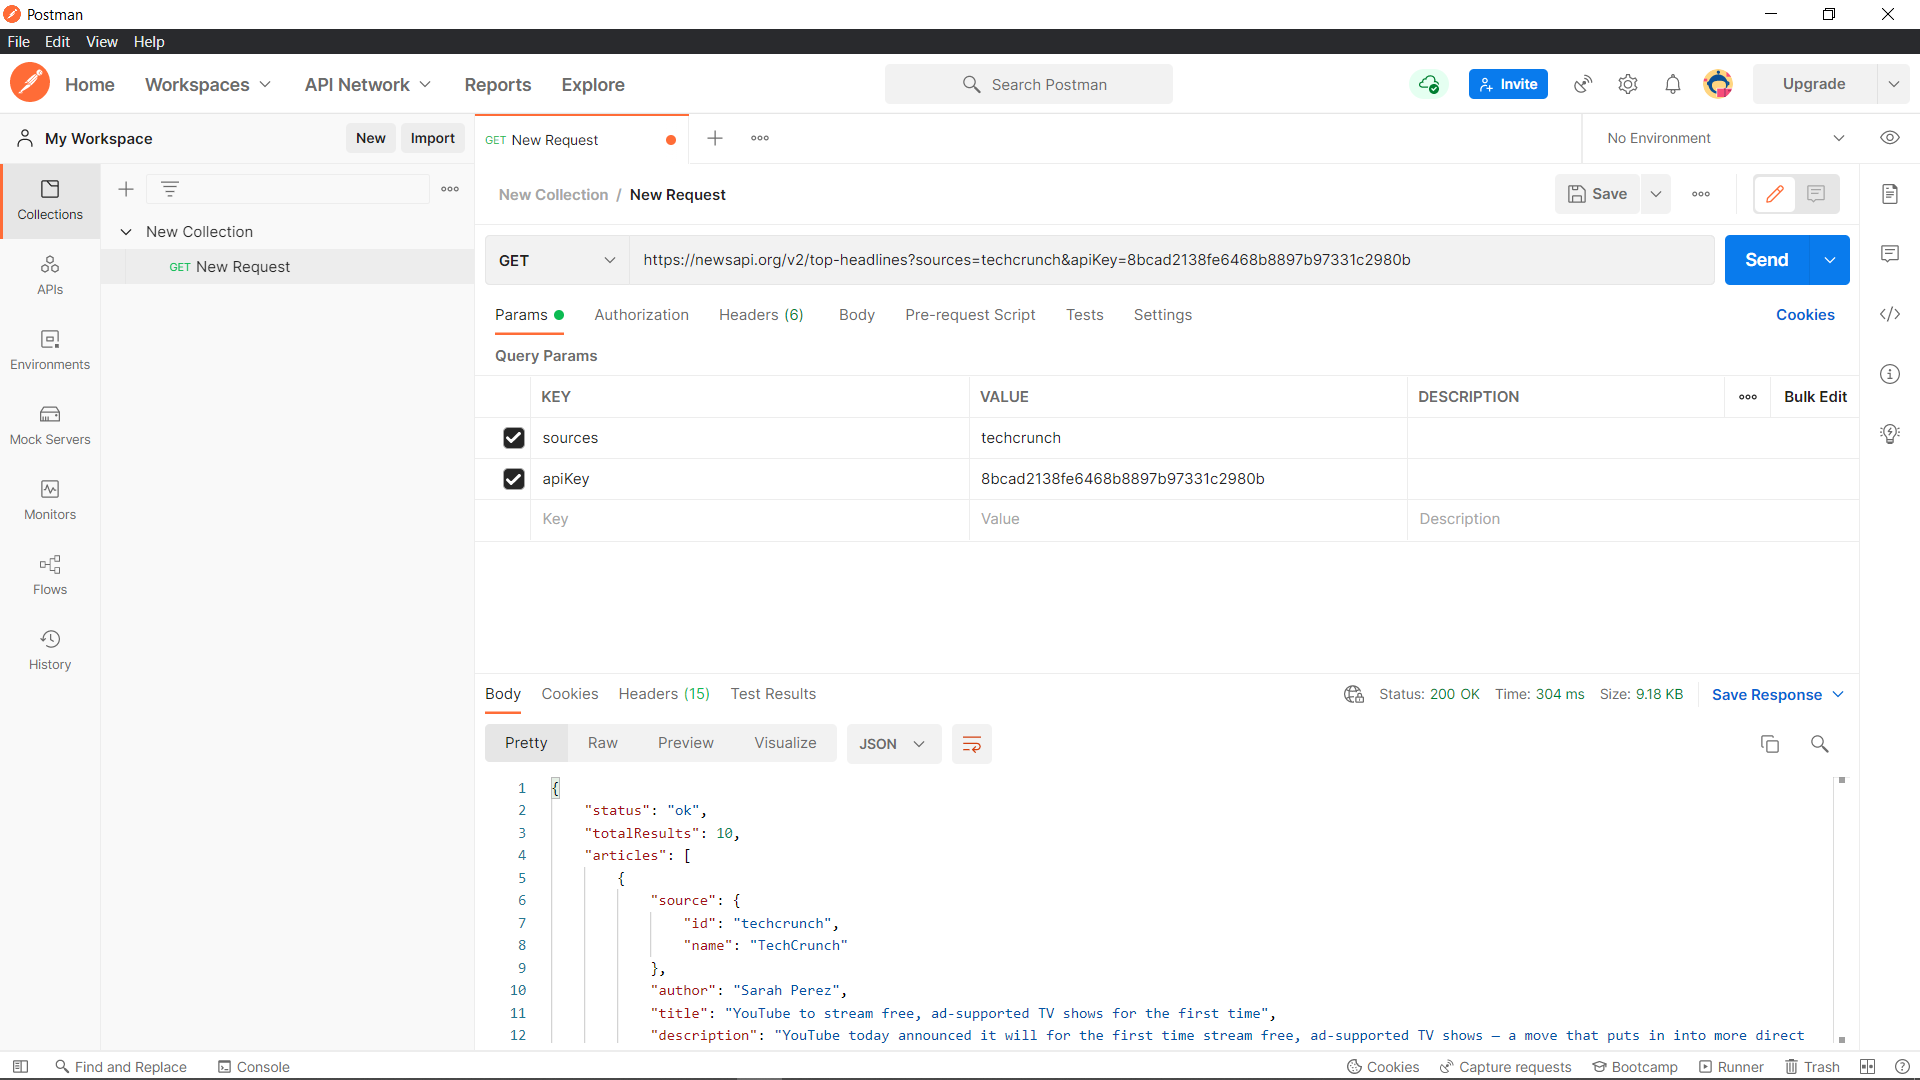 Postman
File Edit View Help
Home Workspaces API Network Reports Explore Search Postman Invite Upgrade
My Workspace New Import GET New Request No Environment
New Collection / New Request Save
Collections
New Collection
GET New Request
APIs
Environments
Mock Servers
Monitors
Flows
History
GET https://newsapi.org/v2/top-headlines?sources=techcrunch&apiKey=8bcad2138fe6468b8897b97331c2980b Send
Params Authorization Headers (6) Body Pre-request Script Tests Settings Cookies
Query Params
KEY VALUE DESCRIPTION Bulk Edit
sources techcrunch
apiKey 8bcad2138fe6468b8897b97331c2980b
Key Value Description
Body Cookies Headers (15) Test Results Status: 200 OK Time: 304 ms Size: 9.18 KB Save Response
Pretty Raw Preview Visualize JSON
1 {
2 "status": "ok",
3 "totalResults": 10,
4 "articles": [
5 {
6 "source": {
7 "id": "techcrunch",
8 "name": "TechCrunch"
9 },
10 "author": "Sarah Perez",
11 "title": "YouTube to stream free, ad-supported TV shows for the first time",
12 "description": "YouTube today announced it will for the first time stream free, ad-supported TV shows — a move that puts in into more direct
Find and Replace Console Cookies Capture requests Bootcamp Runner Trash